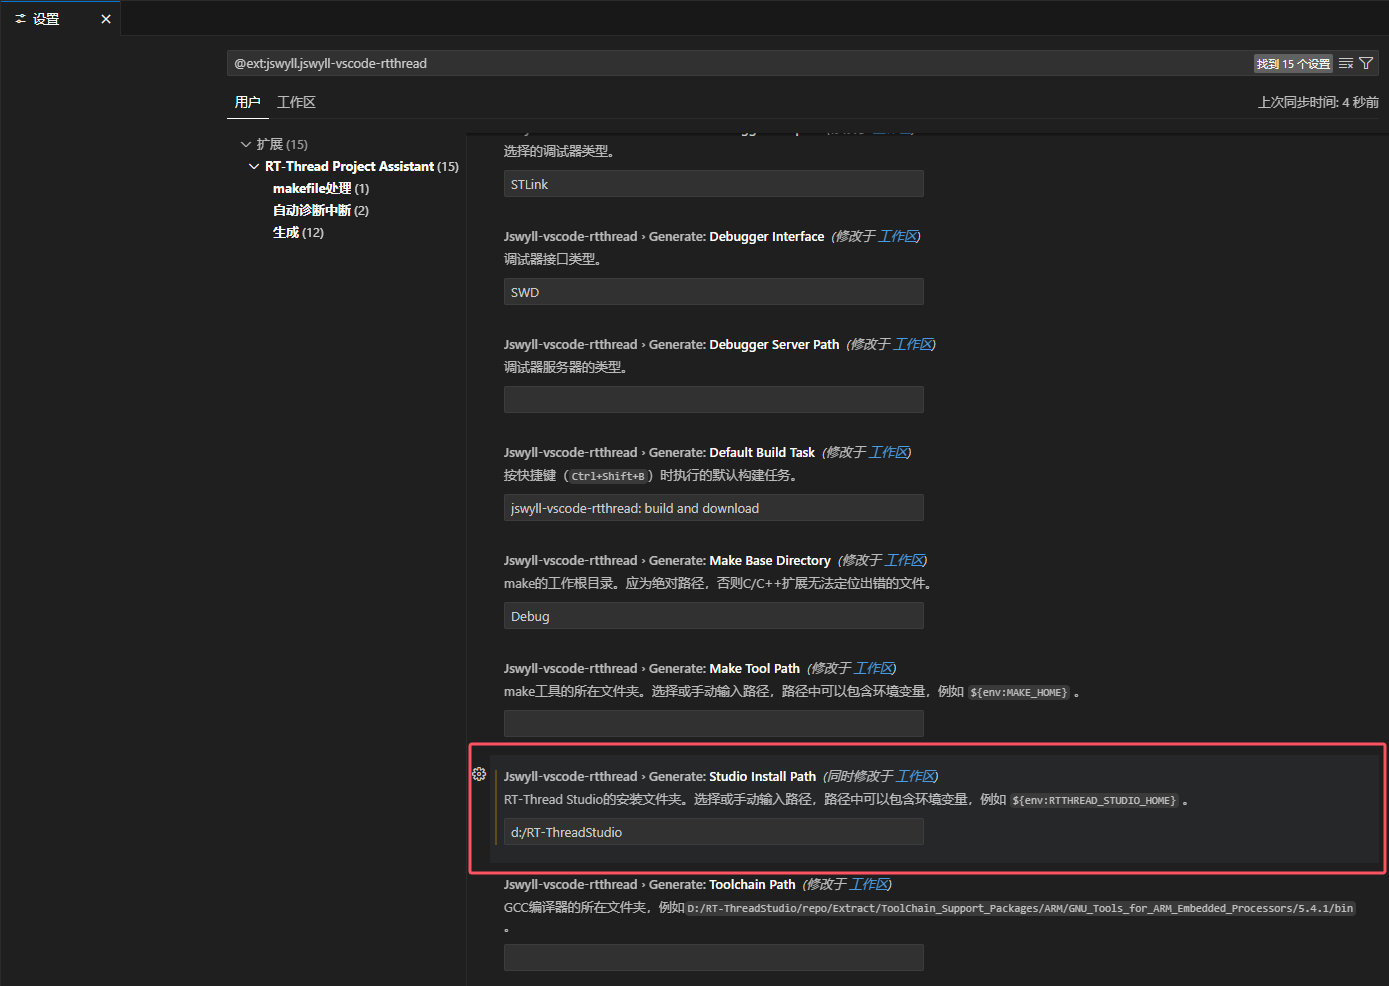 设置
@ext:jswyll.jswyll-vscode-rtthread
找到 15 个设置
用户
工作区
上次同步时间: 4 秒前
扩展 (15)
RT-Thread Project Assistant (15)
makefile处理 (1)
自动诊断中断 (2)
生成 (12)
选择的调试器类型。
STLink
Jswyll-vscode-rtthread › Generate: Debugger Interface (修改于 工作区)
调试器接口类型。
SWD
Jswyll-vscode-rtthread › Generate: Debugger Server Path (修改于 工作区)
调试器服务器的类型。
Jswyll-vscode-rtthread › Generate: Default Build Task (修改于 工作区)
按快捷键（Ctrl+Shift+B）时执行的默认构建任务。
jswyll-vscode-rtthread: build and download
Jswyll-vscode-rtthread › Generate: Make Base Directory (修改于 工作区)
make的工作根目录。应为绝对路径，否则C/C++扩展无法定位出错的文件。
Debug
Jswyll-vscode-rtthread › Generate: Make Tool Path (修改于 工作区)
make工具的所在文件夹。选择或手动输入路径，路径中可以包含环境变量，例如 ${env:MAKE_HOME} 。
Jswyll-vscode-rtthread › Generate: Studio Install Path (同时修改于 工作区)
RT-Thread Studio的安装文件夹。选择或手动输入路径，路径中可以包含环境变量，例如 ${env:RTTHREAD_STUDIO_HOME} 。
d:/RT-ThreadStudio
Jswyll-vscode-rtthread › Generate: Toolchain Path (修改于 工作区)
GCC编译器的所在文件夹，例如 D:/RT-ThreadStudio/repo/Extract/ToolChain_Support_Packages/ARM/GNU_Tools_for_ARM_Embedded_Processors/5.4.1/bin
。